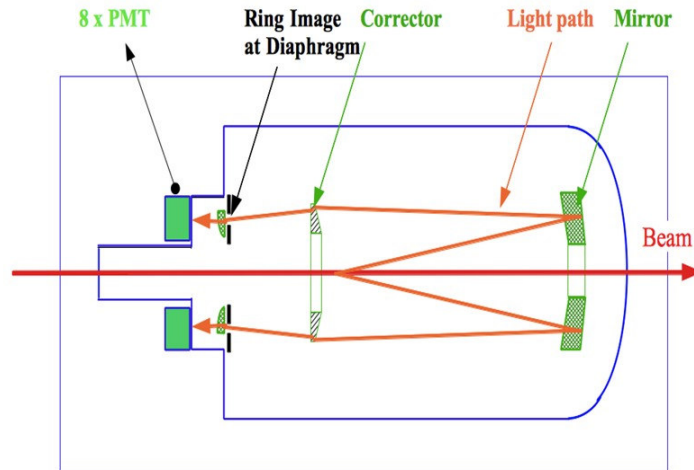 8 x PMT
Ring Image
at Diaphragm
Corrector
Light path
Mirror
Beam